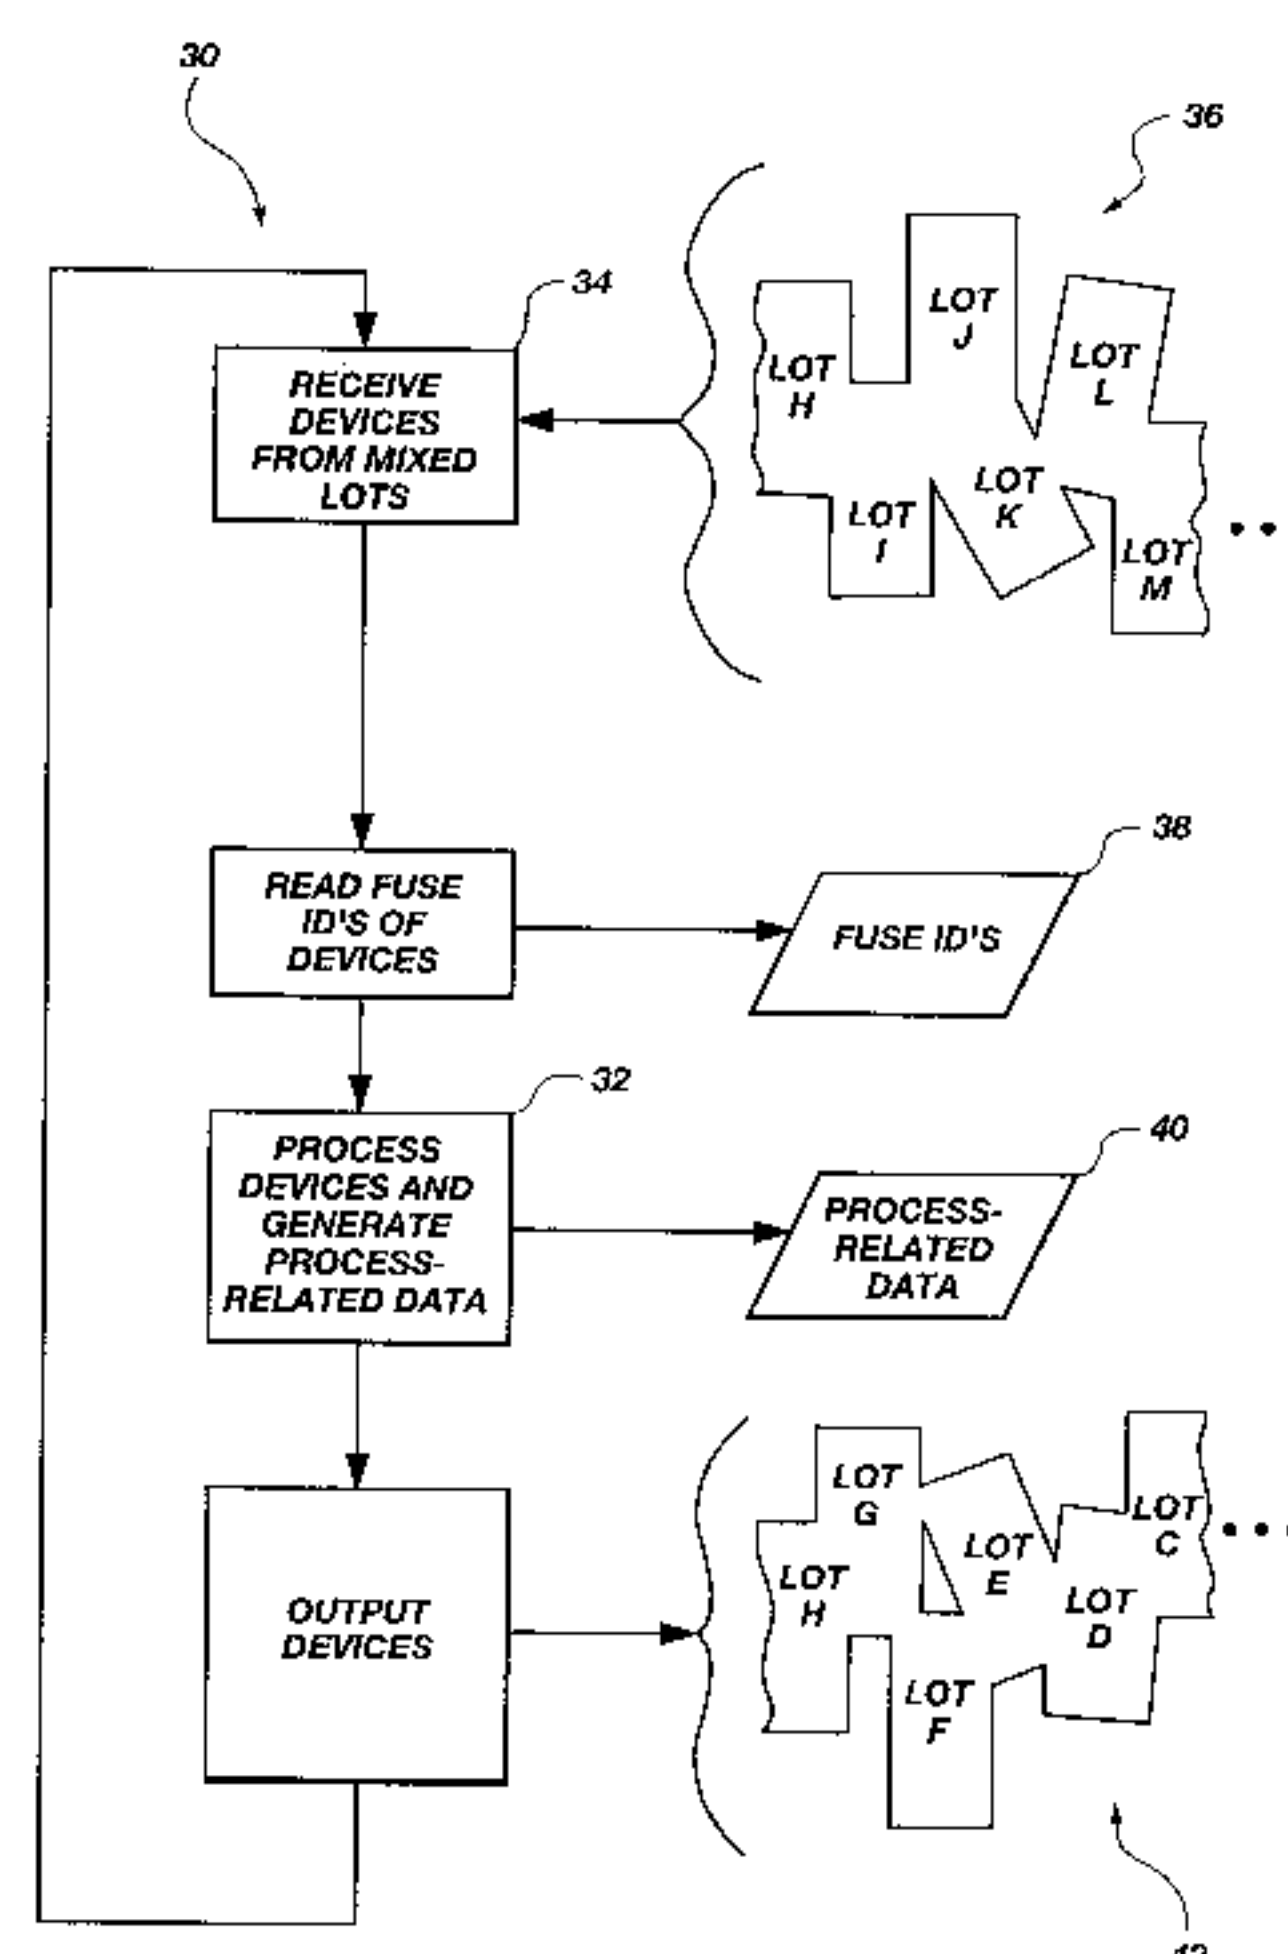 30
36
34
RECEIVE
DEVICES
FROM MIXED
LOTS
LOT
J
LOT
H
LOT
L
LOT
K
LOT
I
LOT
M
38
READ FUSE
ID'S OF
DEVICES
FUSE ID'S
32
PROCESS
DEVICES AND
GENERATE
PROCESS-
RELATED DATA
40
PROCESS-
RELATED
DATA
OUTPUT
DEVICES
LOT
G
LOT
C
LOT
E
LOT
H
LOT
D
LOT
F